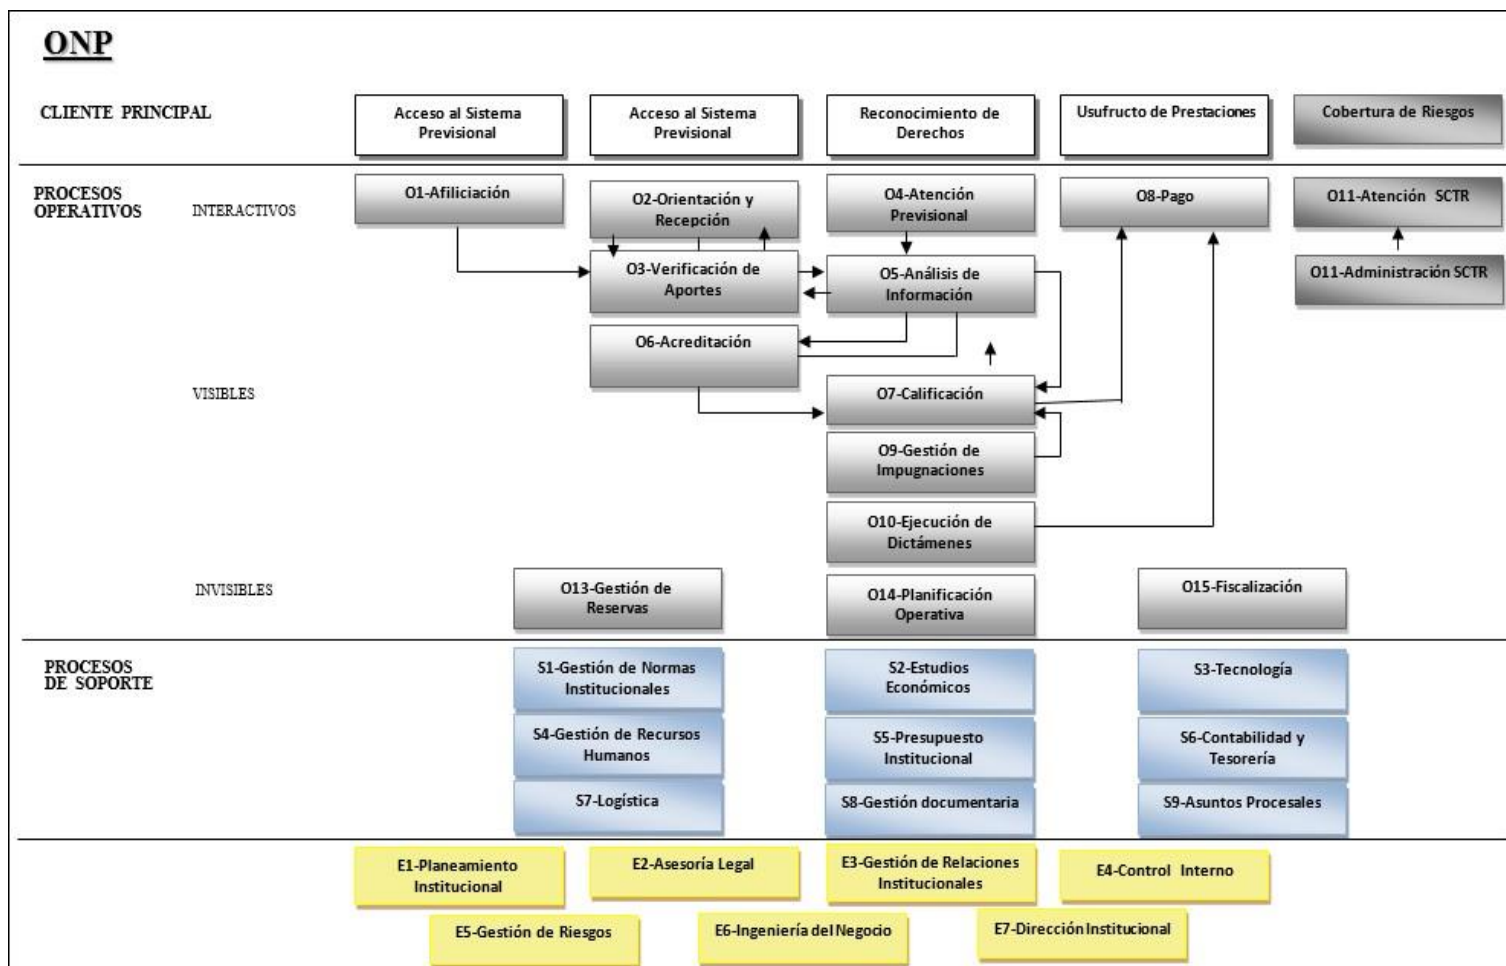 ONP
CLIENTE PRINCIPAL
Acceso al Sistema
Previsional
Acceso al Sistema
Previsional
Reconocimiento de
Derechos
Usufructo de Prestaciones
Cobertura de Riesgos
PROCESOS
OPERATIVOS
INTERACTIVOS
O1-Afiliciación
O2-Orientación y
Recepción
O4-Atención
Previsional
O8-Pago
O11-Atención SCTR
O3-Verificación de
Aportes
O5-Análisis de
Información
O11-Administración SCTR
O6-Acreditación
VISIBLES
O7-Calificación
O9-Gestión de
Impugnaciones
O10-Ejecución de
Dictámenes
INVISIBLES
O13-Gestión de
Reservas
O14-Planificación
Operativa
O15-Fiscalización
PROCESOS
DE SOPORTE
S1-Gestión de Normas
Institucionales
S2-Estudios
Económicos
S3-Tecnología
S4-Gestión de Recursos
Humanos
S5-Presupuesto
Institucional
S6-Contabilidad y
Tesorería
S7-Logística
S8-Gestión documentaria
S9-Asuntos Procesales
E1-Planeamiento
Institucional
E2-Asesoría Legal
E3-Gestión de Relaciones
Institucionales
E4-Control Interno
E5-Gestión de Riesgos
E6-Ingeniería del Negocio
E7-Dirección Institucional